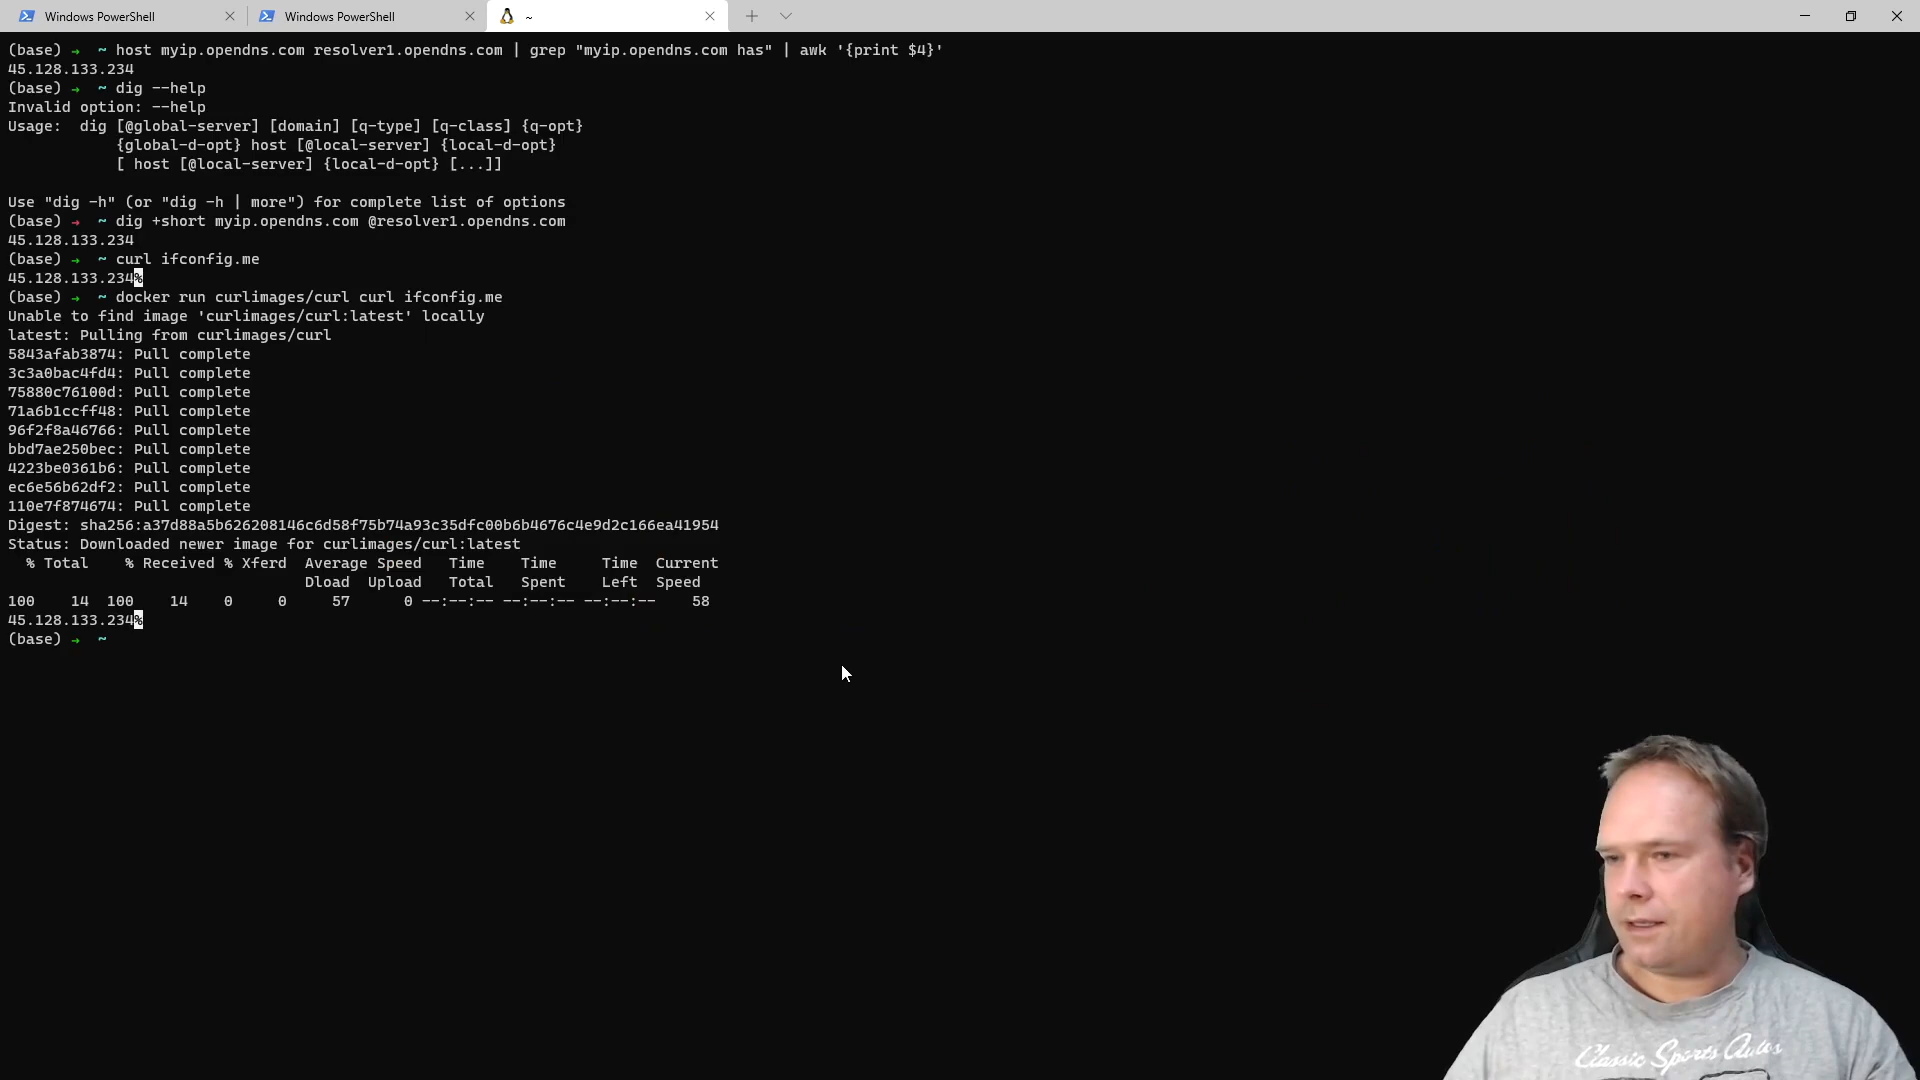 Windows PowerShell
Windows PowerShell
~
(base) → ~ host myip.opendns.com resolver1.opendns.com | grep "myip.opendns.com has" | awk '{print $4}'
45.128.133.234
(base) → ~ dig --help
Invalid option: --help
Usage:  dig [@global-server] [domain] [q-type] [q-class] {q-opt}
{global-d-opt} host [@local-server] {local-d-opt}
[ host [@local-server] {local-d-opt} [...]]
Use "dig -h" (or "dig -h | more") for complete list of options
(base) → ~ dig +short myip.opendns.com @resolver1.opendns.com
45.128.133.234
(base) → ~ curl ifconfig.me
45.128.133.234%
(base) → ~ docker run curlimages/curl curl ifconfig.me
Unable to find image 'curlimages/curl:latest' locally
latest: Pulling from curlimages/curl
5843afab3874: Pull complete
3c3a0bac4fd4: Pull complete
75880c76100d: Pull complete
71a6b1ccff48: Pull complete
96f2f8a46766: Pull complete
bbd7ae250bec: Pull complete
4223be0361b6: Pull complete
ec6e56b62df2: Pull complete
110e7f874674: Pull complete
Digest: sha256:a37d88a5b626208146c6d58f75b74a93c35dfc00b6b4676c4e9d2c166ea41954
Status: Downloaded newer image for curlimages/curl:latest
% Total    % Received % Xferd  Average Speed   Time    Time     Time  Current
Dload  Upload   Total   Spent    Left  Speed
100    14  100    14    0     0     57      0 --:--:-- --:--:-- --:--:--    58
45.128.133.234%
(base) → ~
Classic Sports Autos